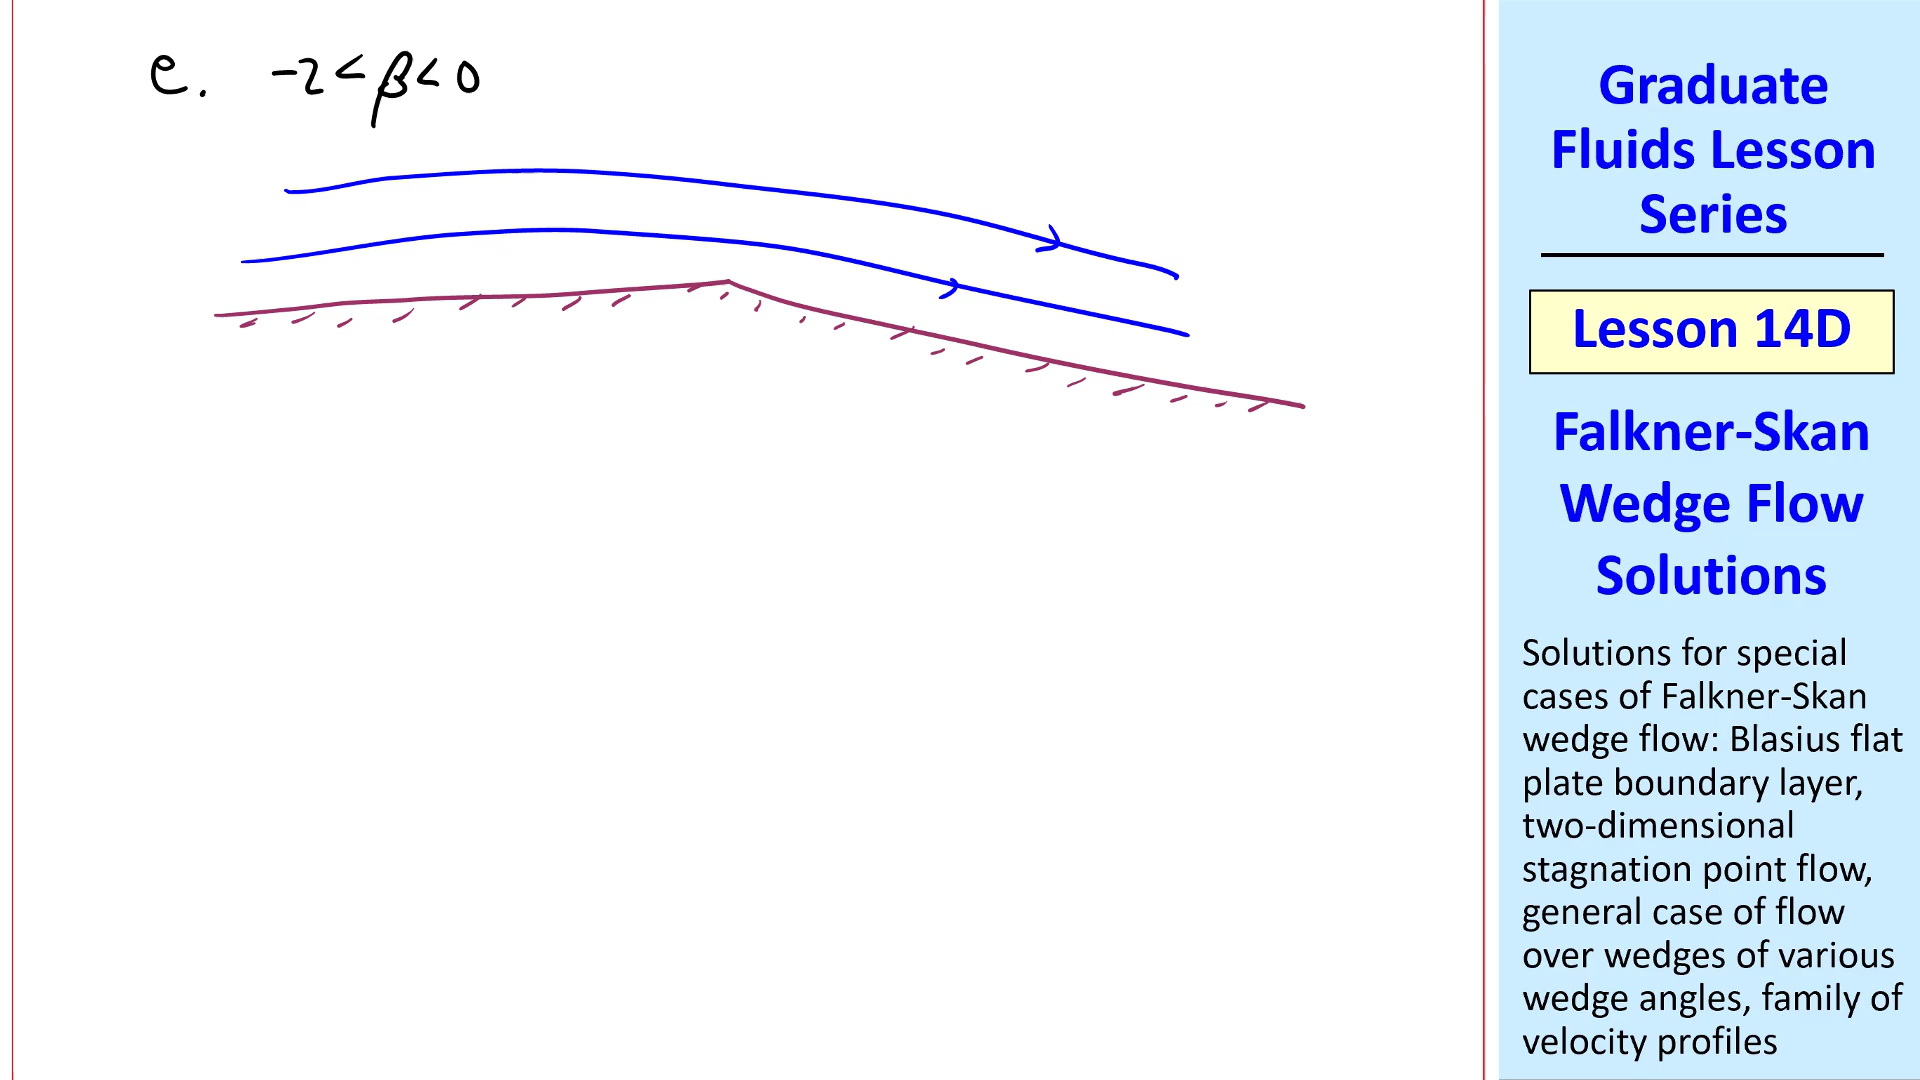 e. -2 < β < 0
Graduate
Fluids Lesson
Series
Lesson 14D
Falkner-Skan
Wedge Flow
Solutions
Solutions for special
cases of Falkner-Skan
wedge flow: Blasius flat
plate boundary layer,
two-dimensional
stagnation point flow,
general case of flow
over wedges of various
wedge angles, family of
velocity profiles